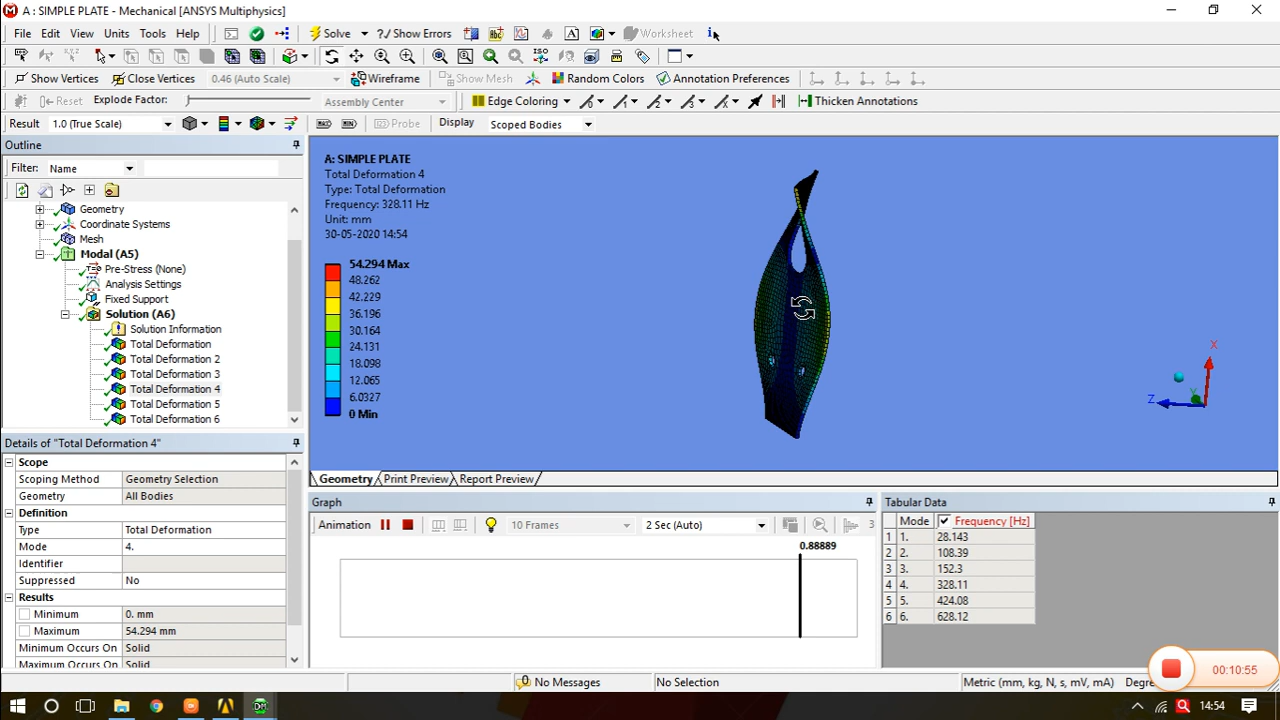 A : SIMPLE PLATE - Mechanical [ANSYS Multiphysics]
File Edit View Units Tools Help Solve ?/ Show Errors Worksheet
Show Vertices Close Vertices 0.46 (Auto Scale) Wireframe Show Mesh Random Colors Annotation Preferences
Reset Explode Factor: Assembly Center Edge Coloring Thicken Annotations
Result 1.0 (True Scale) MAX MIN Probe Display Scoped Bodies
Outline
Filter: Name
Geometry
Coordinate Systems
Mesh
Modal (A5)
Pre-Stress (None)
Analysis Settings
Fixed Support
Solution (A6)
Solution Information
Total Deformation
Total Deformation 2
Total Deformation 3
Total Deformation 4
Total Deformation 5
Total Deformation 6
Details of "Total Deformation 4"
Scope
Scoping Method Geometry Selection
Geometry All Bodies
Definition
Type Total Deformation
Mode 4.
Identifier
Suppressed No
Results
Minimum 0. mm
Maximum 54.294 mm
Minimum Occurs On Solid
Maximum Occurs On Solid
A: SIMPLE PLATE
Total Deformation 4
Type: Total Deformation
Frequency: 328.11 Hz
Unit: mm
30-05-2020 14:54
54.294 Max
48.262
42.229
36.196
30.164
24.131
18.098
12.065
6.0327
0 Min
X
Y
Z
Geometry Print Preview Report Preview
Graph
Animation 10 Frames 2 Sec (Auto) 3
0.88889
Tabular Data
Mode Frequency [Hz]
1 1. 28.143
2 2. 108.39
3 3. 152.3
4 4. 328.11
5 5. 424.08
6 6. 628.12
00:10:55
0 No Messages No Selection Metric (mm, kg, N, s, mV, mA) Degre
14:54